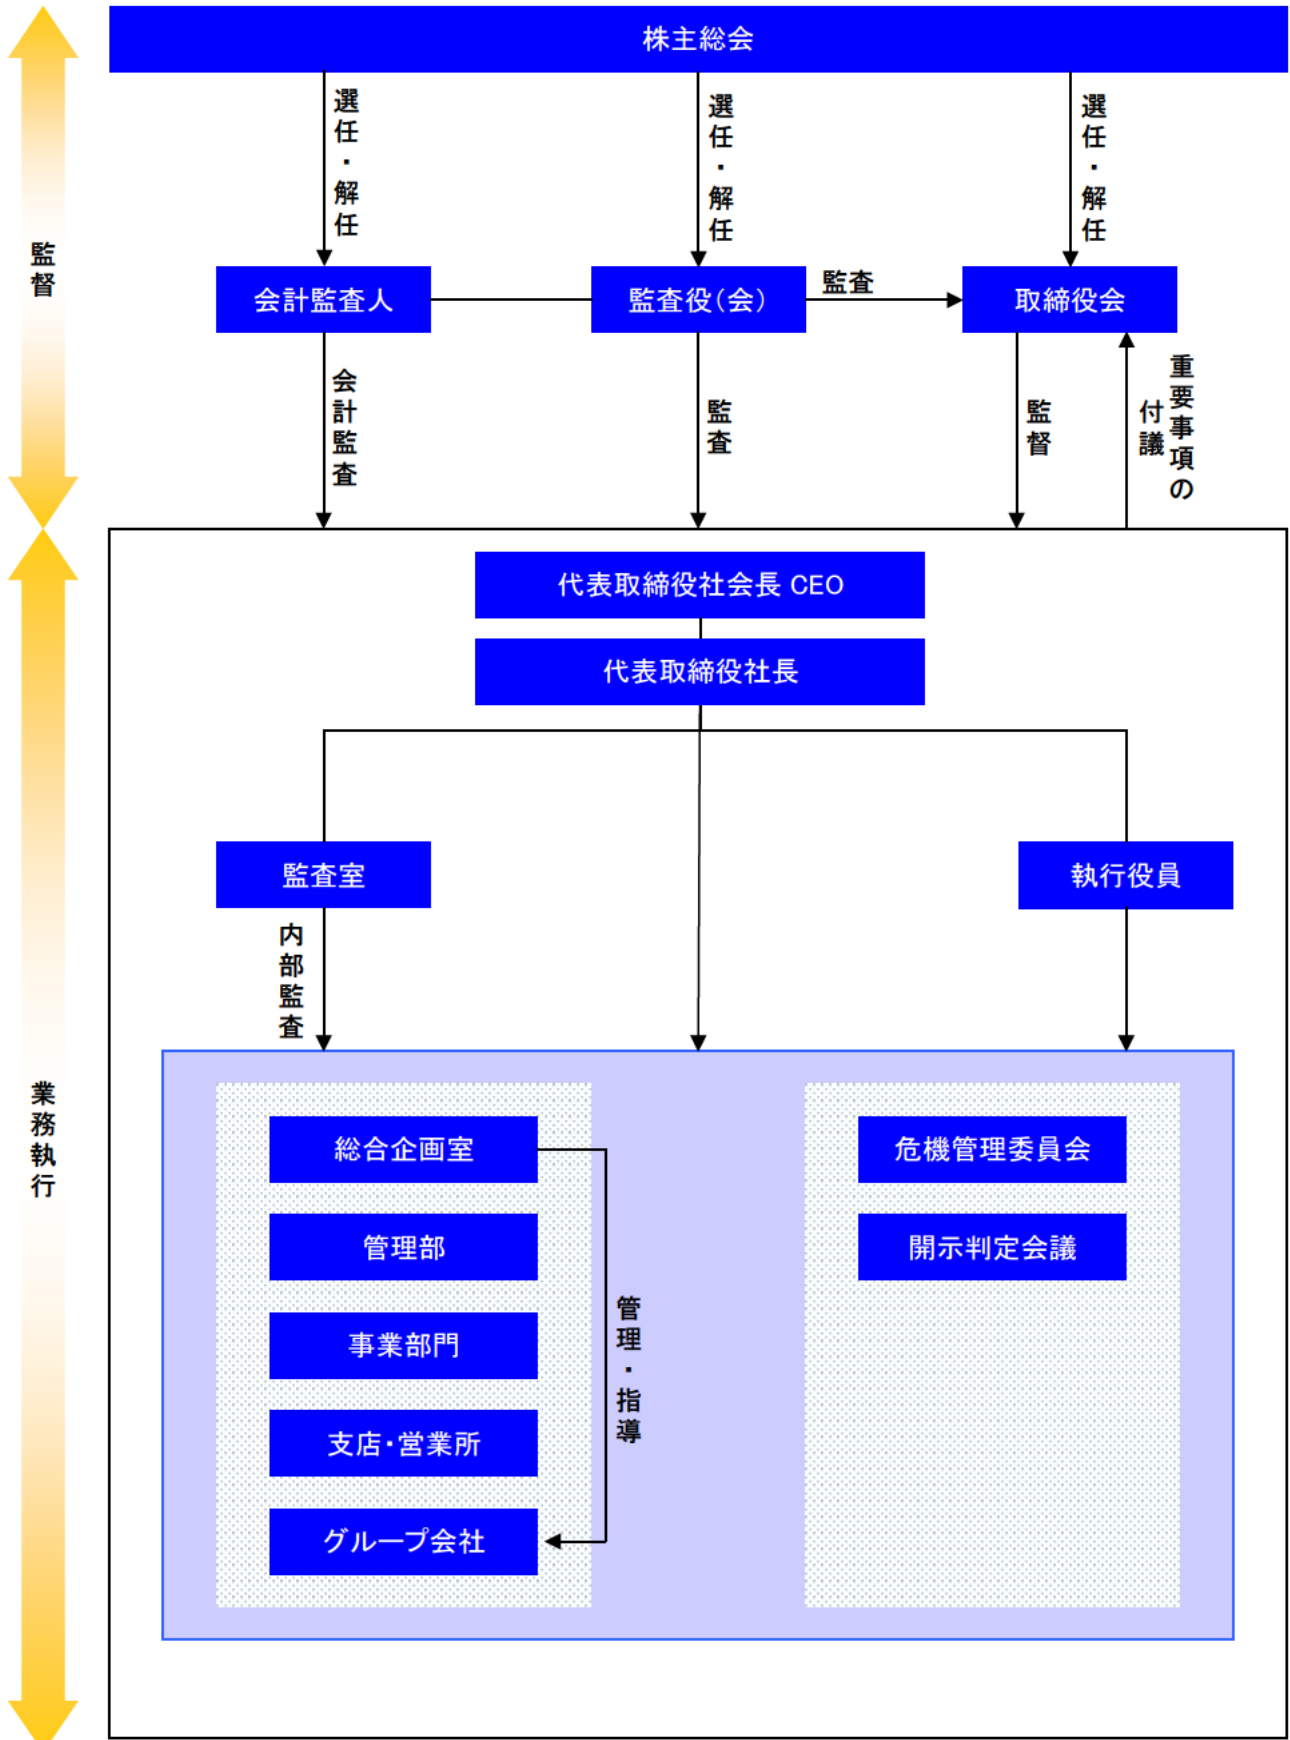 株主総会
選任・解任
選任・解任
選任・解任
監督
会計監査人
監査役（会）
監査
取締役会
会計監査
監査
監督
重要事項の
付議
代表取締役社会長 CEO
代表取締役社長
監査室
執行役員
内部監査
業務執行
総合企画室
管理部
事業部門
支店・営業所
グループ会社
管理・指導
危機管理委員会
開示判定会議